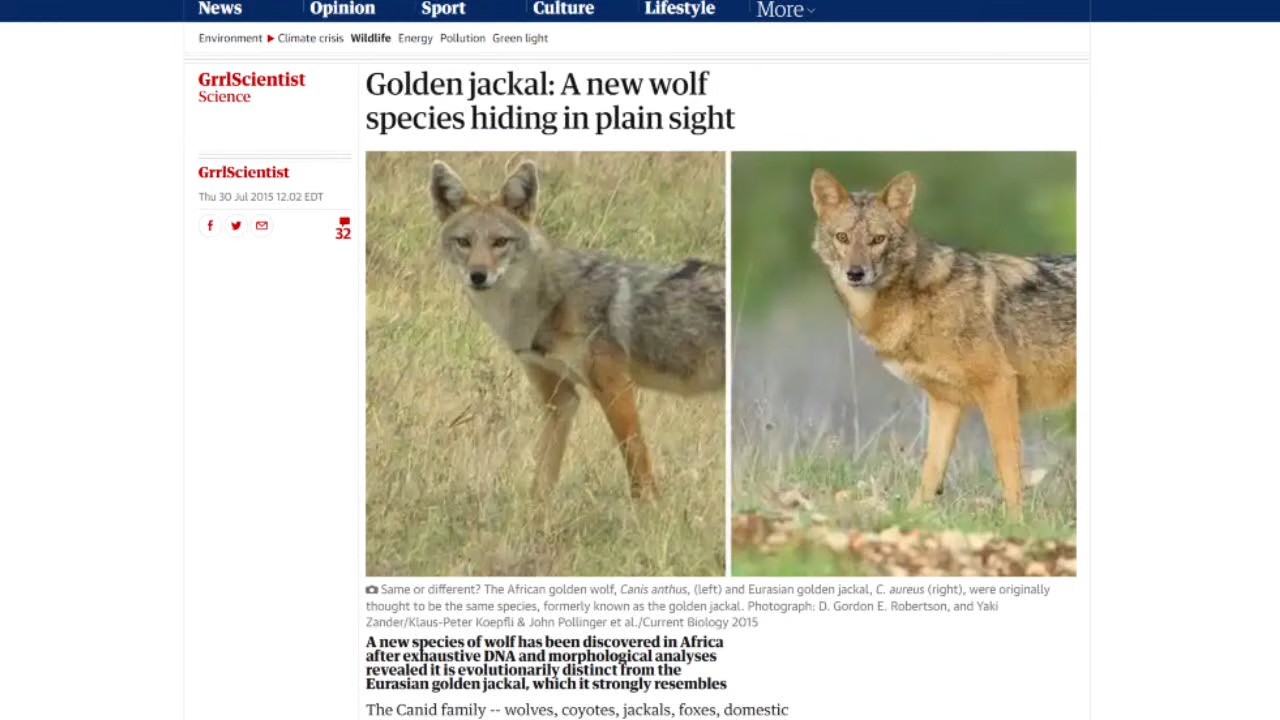 News Opinion Sport Culture Lifestyle More
Environment Climate crisis Wildlife Energy Pollution Green light
GrrlScientist
Science
Golden jackal: A new wolf
species hiding in plain sight
GrrlScientist
Thu 30 Jul 2015 12.02 EDT
32
Same or different? The African golden wolf, Canis anthus, (left) and Eurasian golden jackal, C. aureus (right), were originally
thought to be the same species, formerly known as the golden jackal. Photograph: D. Gordon E. Robertson, and Yaki
Zander/Klaus-Peter Koepfli & John Pollinger et al./Current Biology 2015
A new species of wolf has been discovered in Africa
after exhaustive DNA and morphological analyses
revealed it is evolutionarily distinct from the
Eurasian golden jackal, which it strongly resembles
The Canid family -- wolves, coyotes, jackals, foxes, domestic